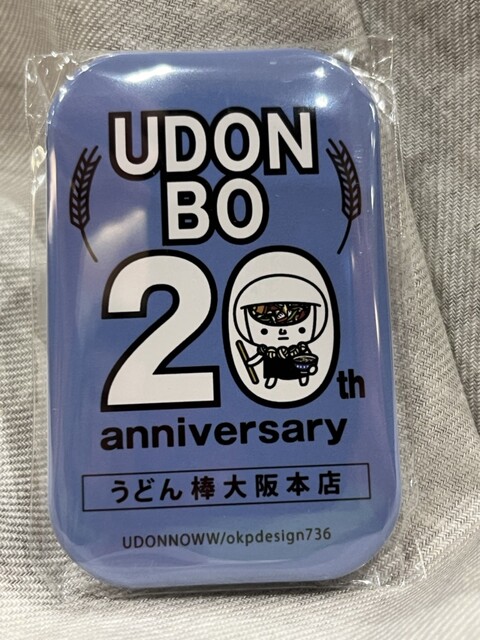 UDON
BO
20th
anniversary
うどん棒大阪本店
UDONNOWW/okpdesign736